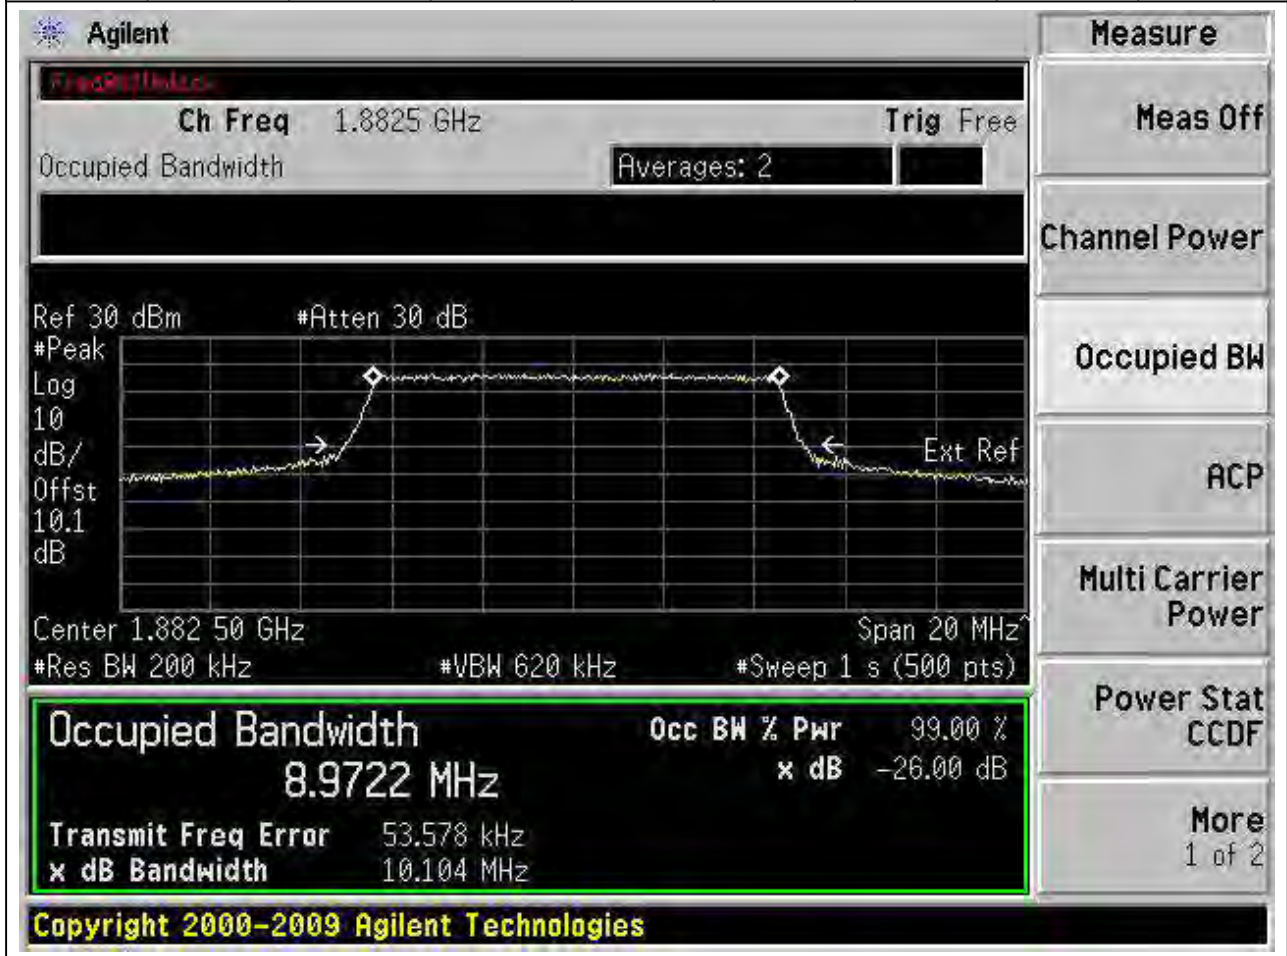 Agilent
Measure
Ch Freq 1.8825 GHz Trig Free
Meas Off
Occupied Bandwidth Averages: 2
Channel Power
Ref 30 dBm #Atten 30 dB
#Peak
Log
10
dB/
Offst
10.1
dB
Ext Ref
Occupied BW
ACP
Center 1.882 50 GHz Span 20 MHz^
#Res BW 200 kHz #VBW 620 kHz #Sweep 1 s (500 pts)
Multi Carrier
Power
Occupied Bandwidth Occ BW % Pwr 99.00 %
8.9722 MHz x dB -26.00 dB
Transmit Freq Error 53.578 kHz
x dB Bandwidth 10.104 MHz
Power Stat
CCDF
More
1 of 2
Copyright 2000-2009 Agilent Technologies